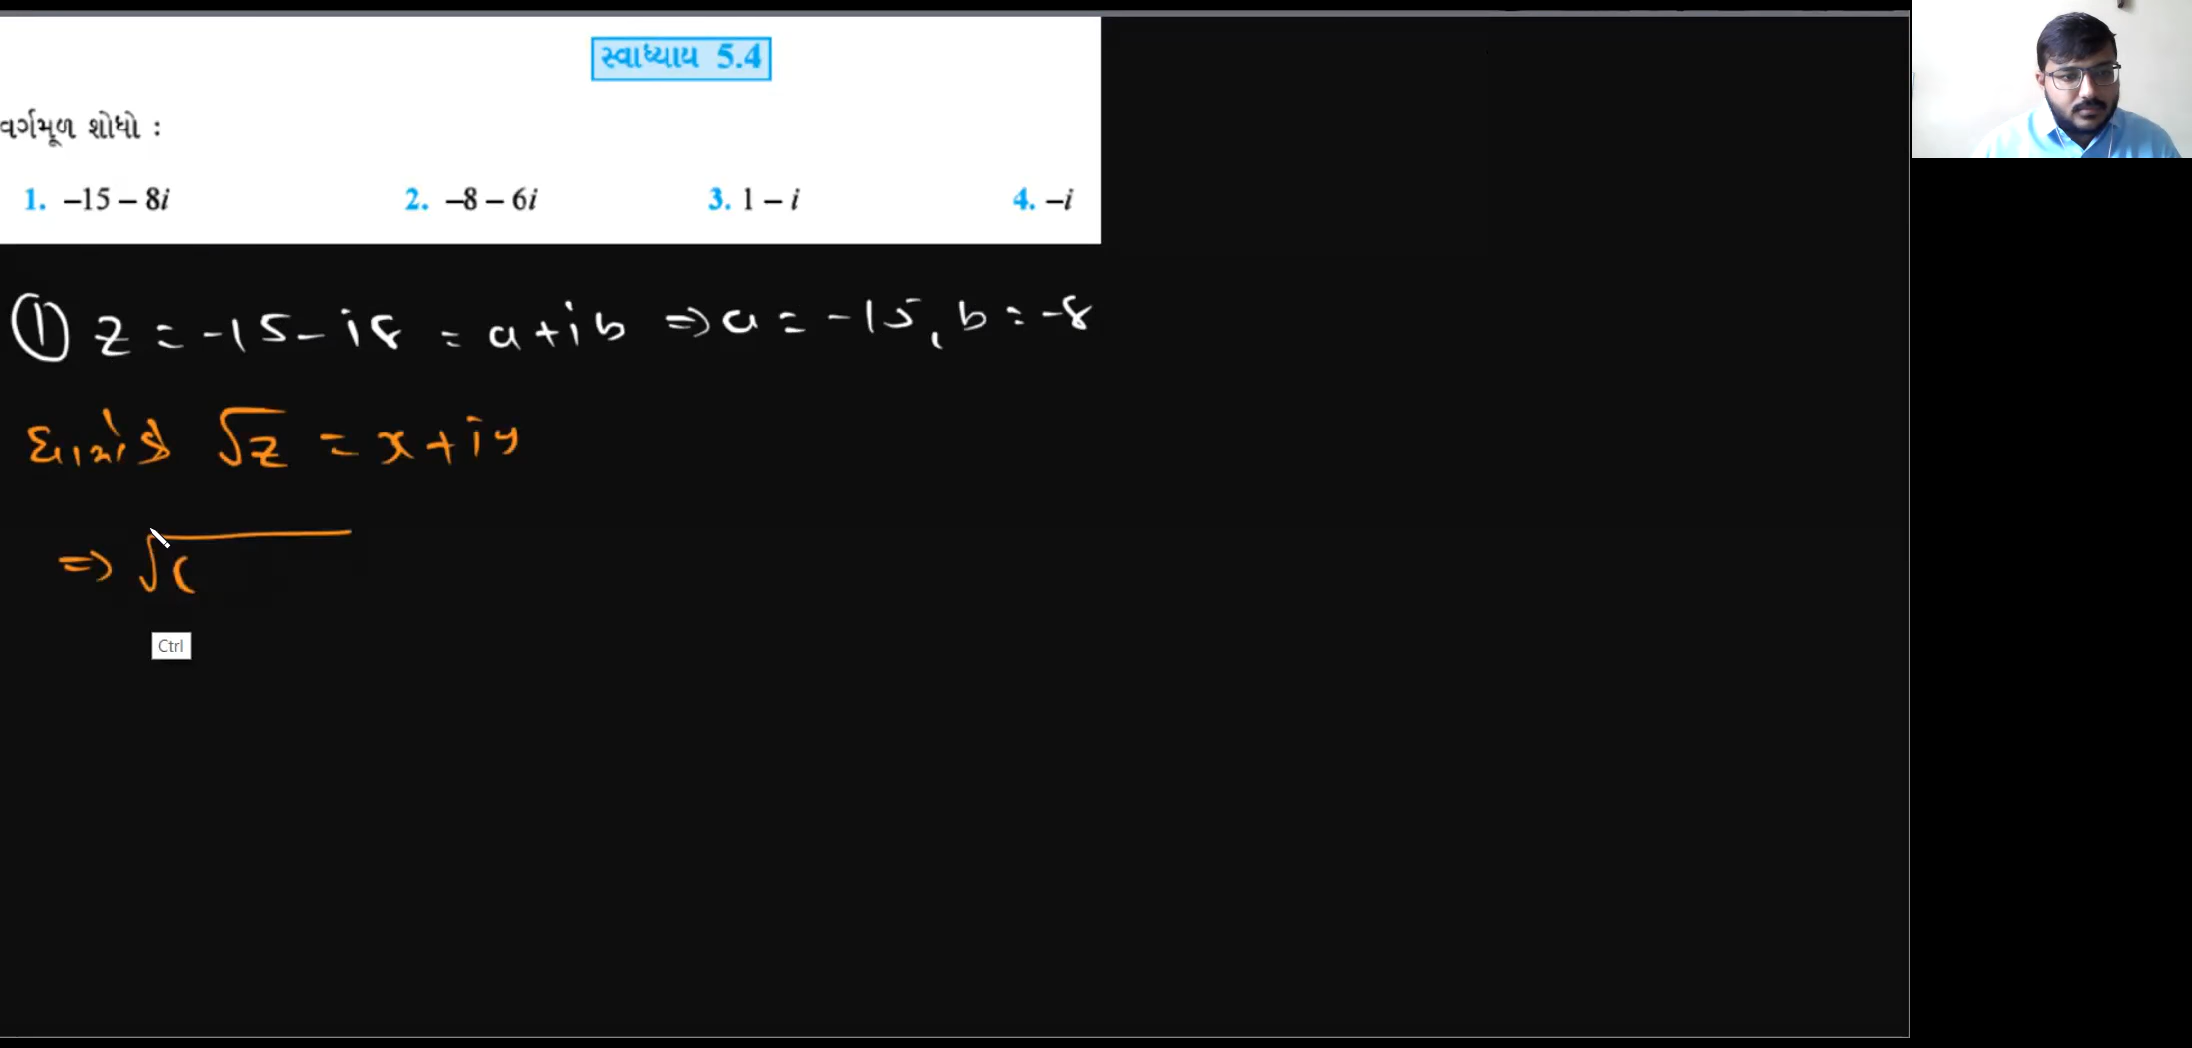 સ્વાધ્યાય 5.4
વર્ગમૂળ શોધો :
1. –15 – 8i 2. –8 – 6i 3. 1 – i 4. –i
① z = -15 - i8 = a + ib ⇒ a = -15, b = -8
ધારોકે √z = x + iy
⇒ √(
Ctrl